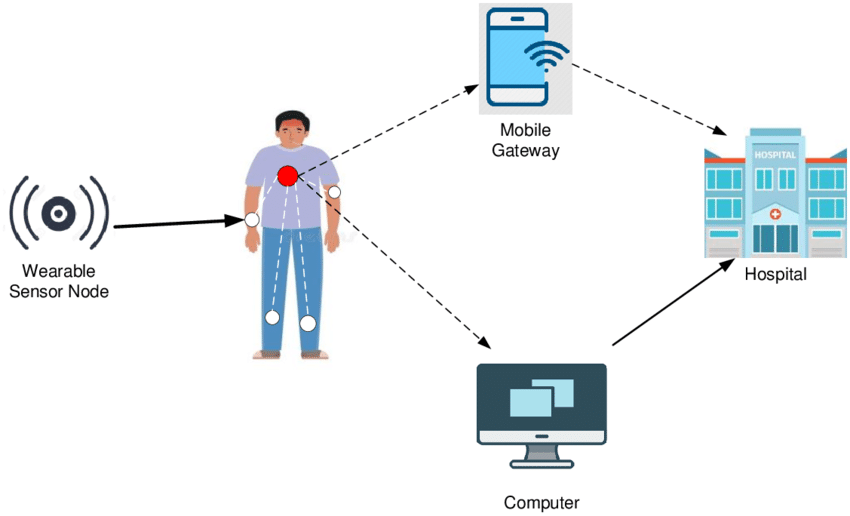 Mobile
Gateway
HOSPITAL
Wearable
Sensor Node
Hospital
Computer